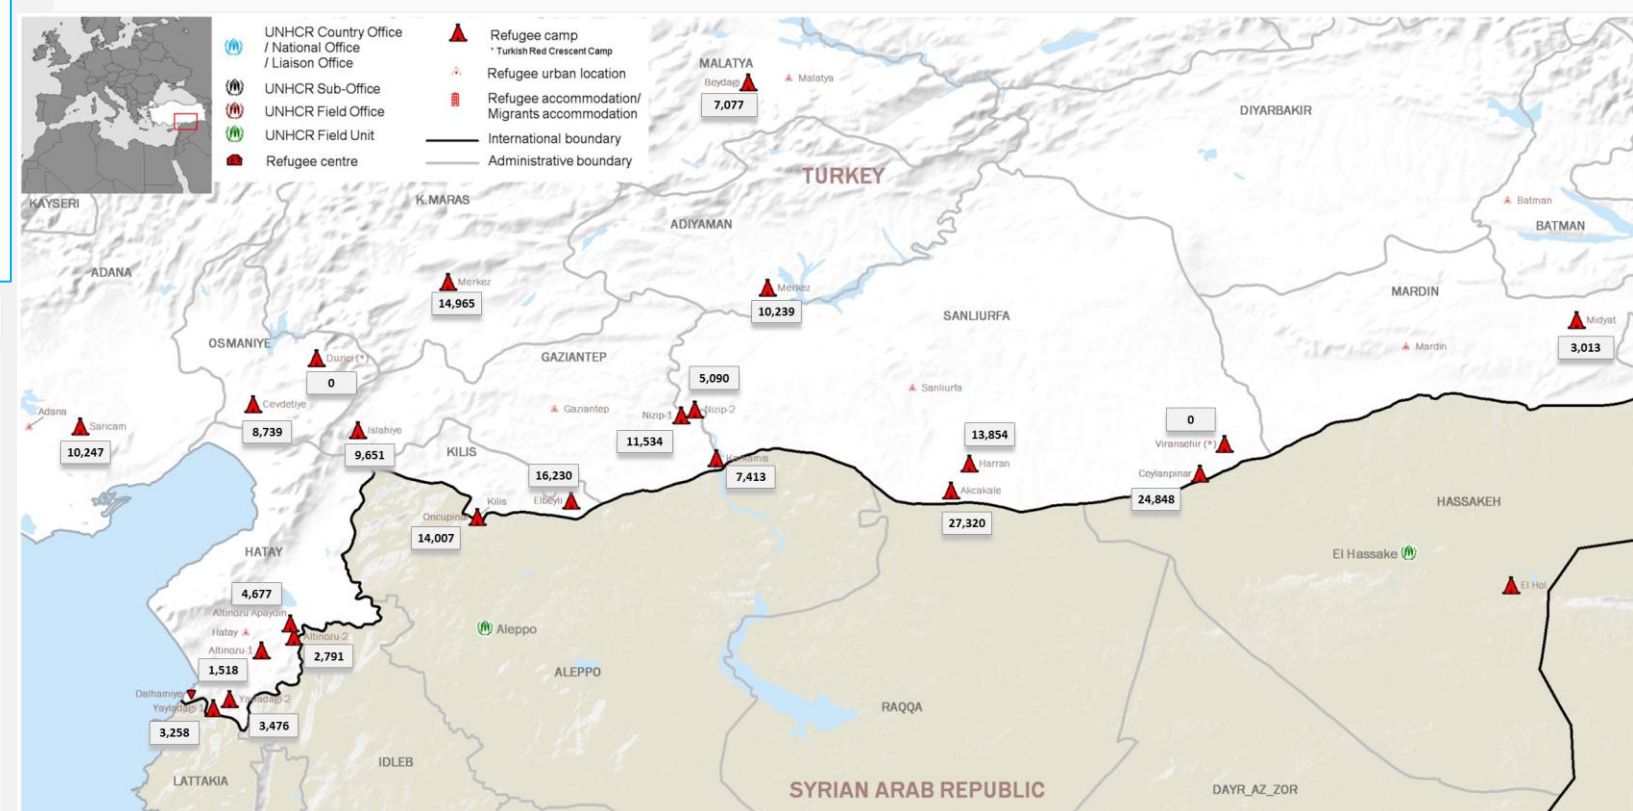 UNHCR Country Office
/ National Office
/ Liaison Office
UNHCR Sub-Office
UNHCR Field Office
UNHCR Field Unit
Refugee centre
Refugee camp
* Turkish Red Crescent Camp
Refugee urban location
Refugee accommodation/
Migrants accommodation
International boundary
Administrative boundary
MALATYA
Beydagi
Malatya
7,077
DIYARBAKIR
TURKEY
KAYSERI
K.MARAS
ADIYAMAN
Batman
BATMAN
ADANA
Merkez
14,965
Merkez
10,239
SANLIURFA
MARDIN
Midyat
3,013
Mardin
OSMANIYE
Duzici (*)
0
GAZIANTEP
5,090
Sanliurfa
Cevdetiye
8,739
Adana
Saricam
10,247
Islahiye
9,651
Gaziantep
Nizip-1
Nizip-2
11,534
0
Viransehir (*)
13,854
Harran
KILIS
Karkamis
7,413
16,230
Elbeyli
Akcakale
27,320
Ceylanpinar
24,848
HASSAKEH
Kilis
Oncupinar
14,007
HATAY
El Hassake
El Hol
4,677
Altinozu Apaydin
Hatay
Altinozu-2
Altinozu-1
2,791
1,518
Aleppo
ALEPPO
Dalhamiye
Yayladagi-2
Yayladagi-1
3,258
3,476
RAQQA
IDLEB
LATTAKIA
SYRIAN ARAB REPUBLIC
DAYR_AZ_ZOR